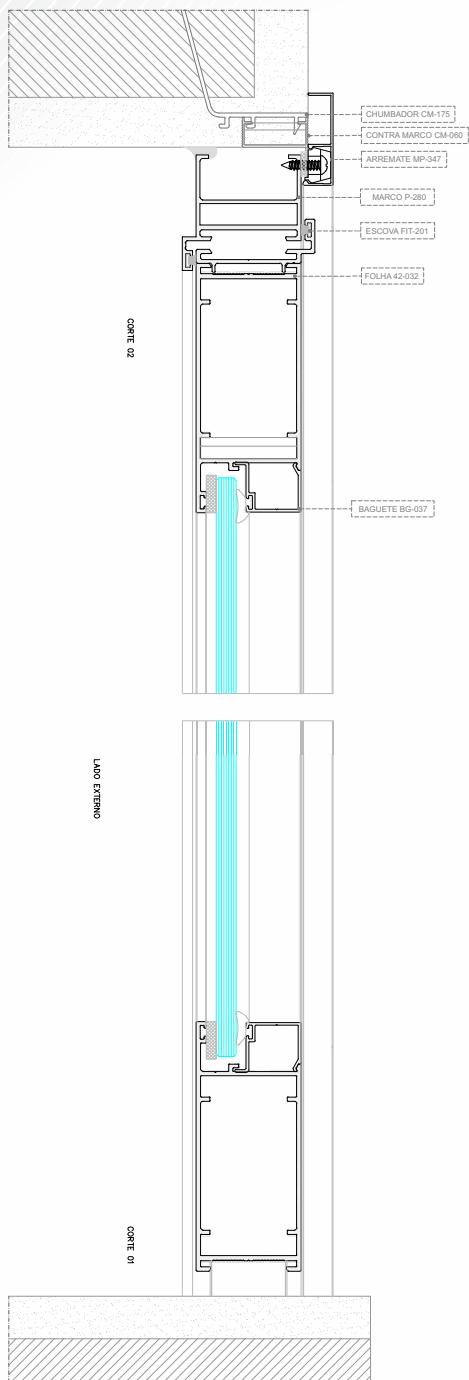 CHUMBADOR CM-175
CONTRA MARCO CM-060
ARREMATE MP-347
MARCO P-280
ESCOVA FIT-201
FOLHA 42-032
CORTE 02
BAGUETE BG-037
LADO EXTERNO
CORTE 01